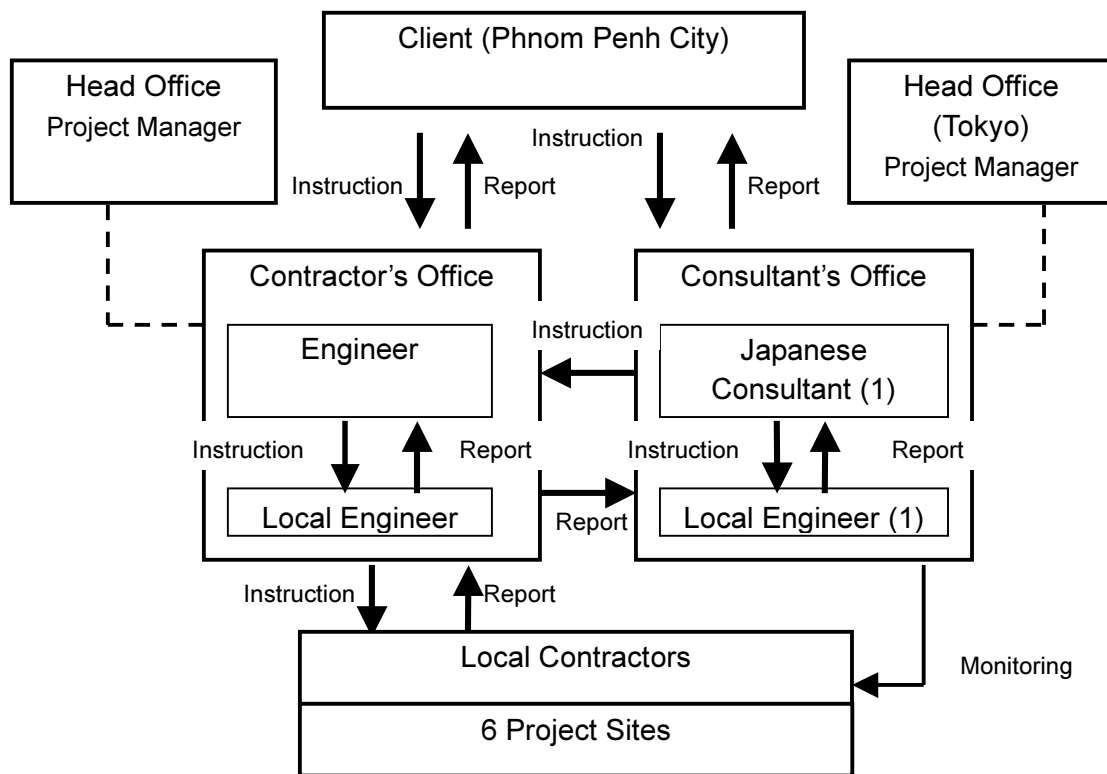 Client (Phnom Penh City)
Head Office
Project Manager
Head Office
(Tokyo)
Project Manager
Instruction
Report
Instruction
Report
Contractor’s Office
Consultant’s Office
Engineer
Instruction
Japanese
Consultant (1)
Instruction
Report
Instruction
Report
Local Engineer
Report
Local Engineer (1)
Instruction
Report
Local Contractors
Monitoring
6 Project Sites